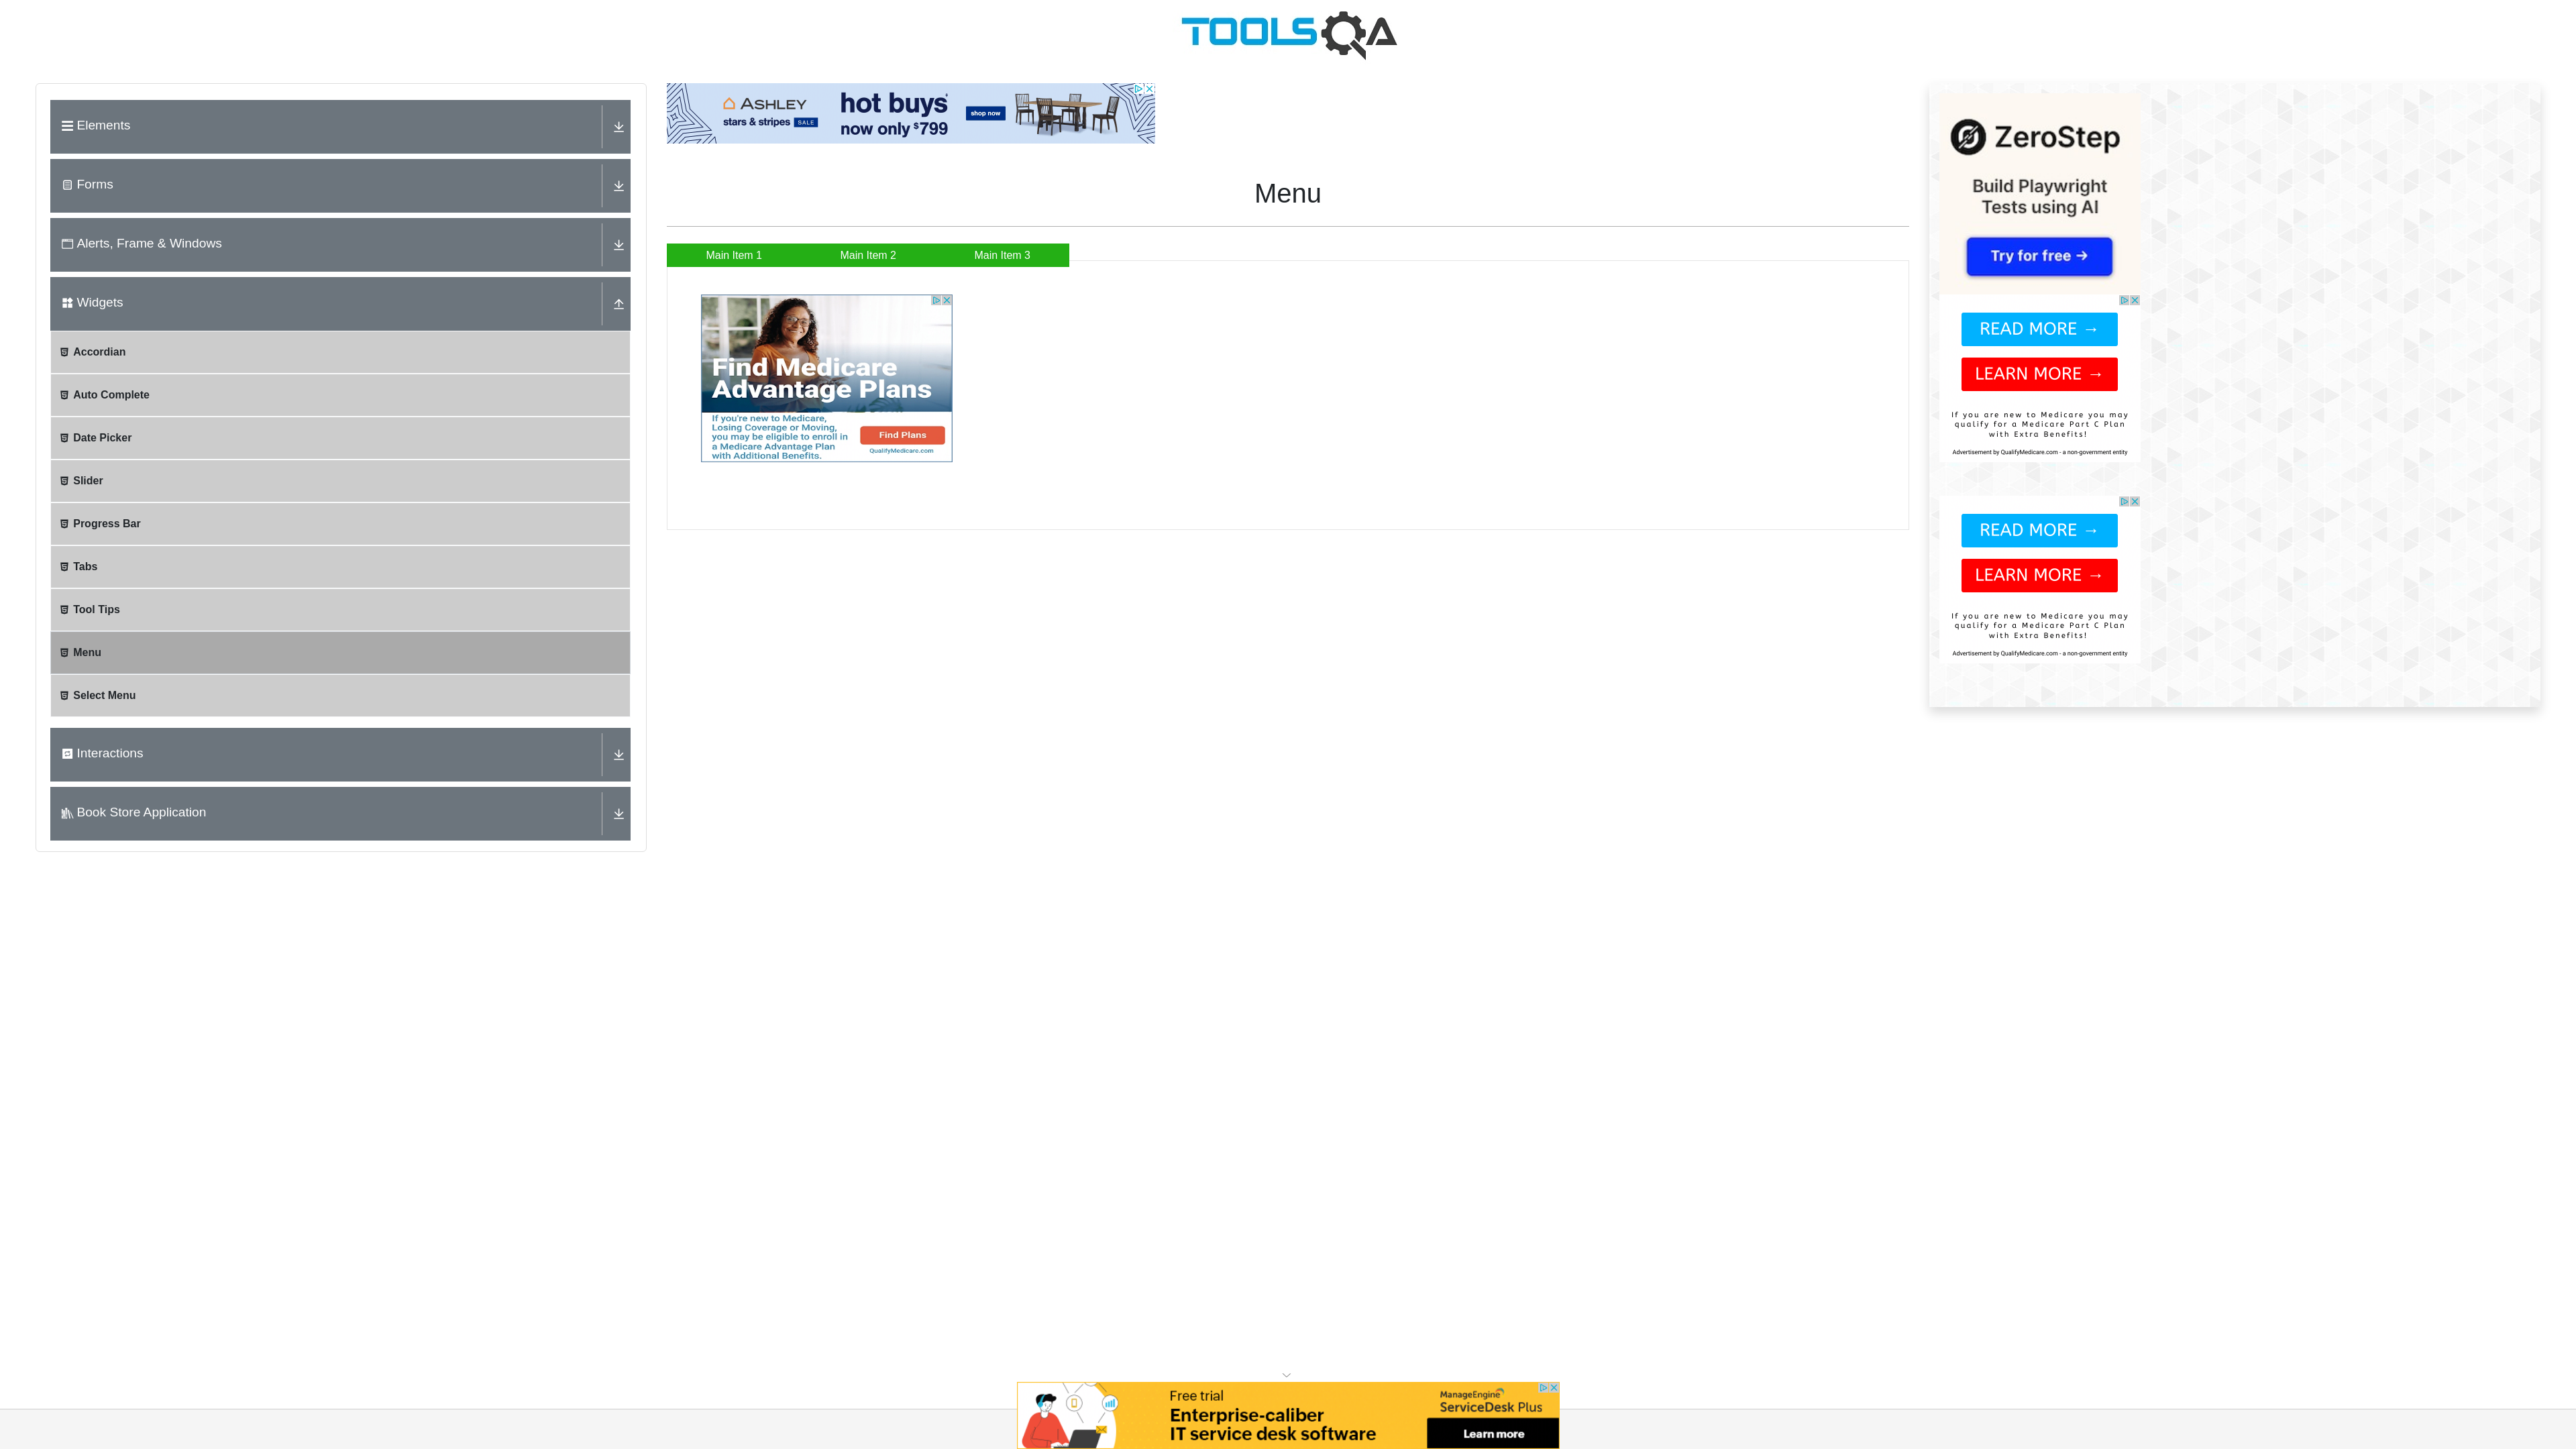 TOOLSQA
Elements
Forms
Alerts, Frame & Windows
Widgets
Accordian
Auto Complete
Date Picker
Slider
Progress Bar
Tabs
Tool Tips
Menu
Select Menu
Interactions
Book Store Application
ASHLEY
stars & stripes SALE
hot buys
now only $799
shop now
Menu
Main Item 1
Main Item 2
Main Item 3
Find Medicare
Advantage Plans
If you're new to Medicare,
Losing Coverage or Moving,
you may be eligible to enroll in
a Medicare Advantage Plan
with Additional Benefits.
Find Plans
QualifyMedicare.com
ZeroStep
Build Playwright
Tests using AI
Try for free →
READ MORE →
LEARN MORE →
If you are new to Medicare you may
qualify for a Medicare Part C Plan
with Extra Benefits!
Advertisement by QualifyMedicare.com - a non-government entity
READ MORE →
LEARN MORE →
If you are new to Medicare you may
qualify for a Medicare Part C Plan
with Extra Benefits!
Advertisement by QualifyMedicare.com - a non-government entity
Free trial
Enterprise-caliber
IT service desk software
ManageEngine
ServiceDesk Plus
Learn more